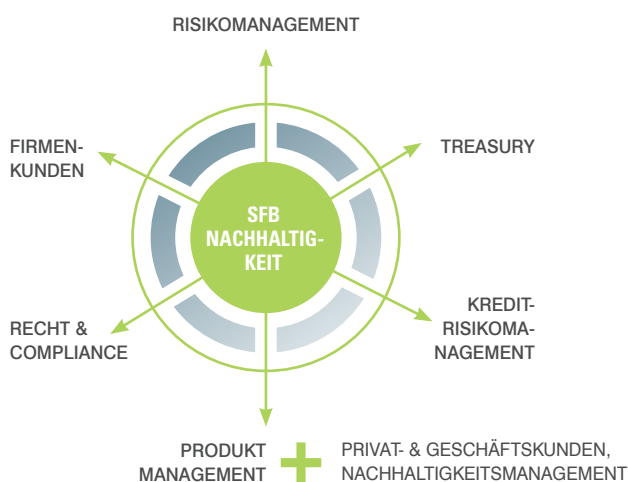 RISIKOMANAGEMENT
FIRMEN-
KUNDEN
TREASURY
SFB
NACHHALTIG-
KEIT
RECHT &
COMPLIANCE
KREDIT-
RISIKOMA-
NAGEMENT
PRODUKT
MANAGEMENT
+
PRIVAT- & GESCHÄFTSKUNDEN,
NACHHALTIGKEITSMANAGEMENT